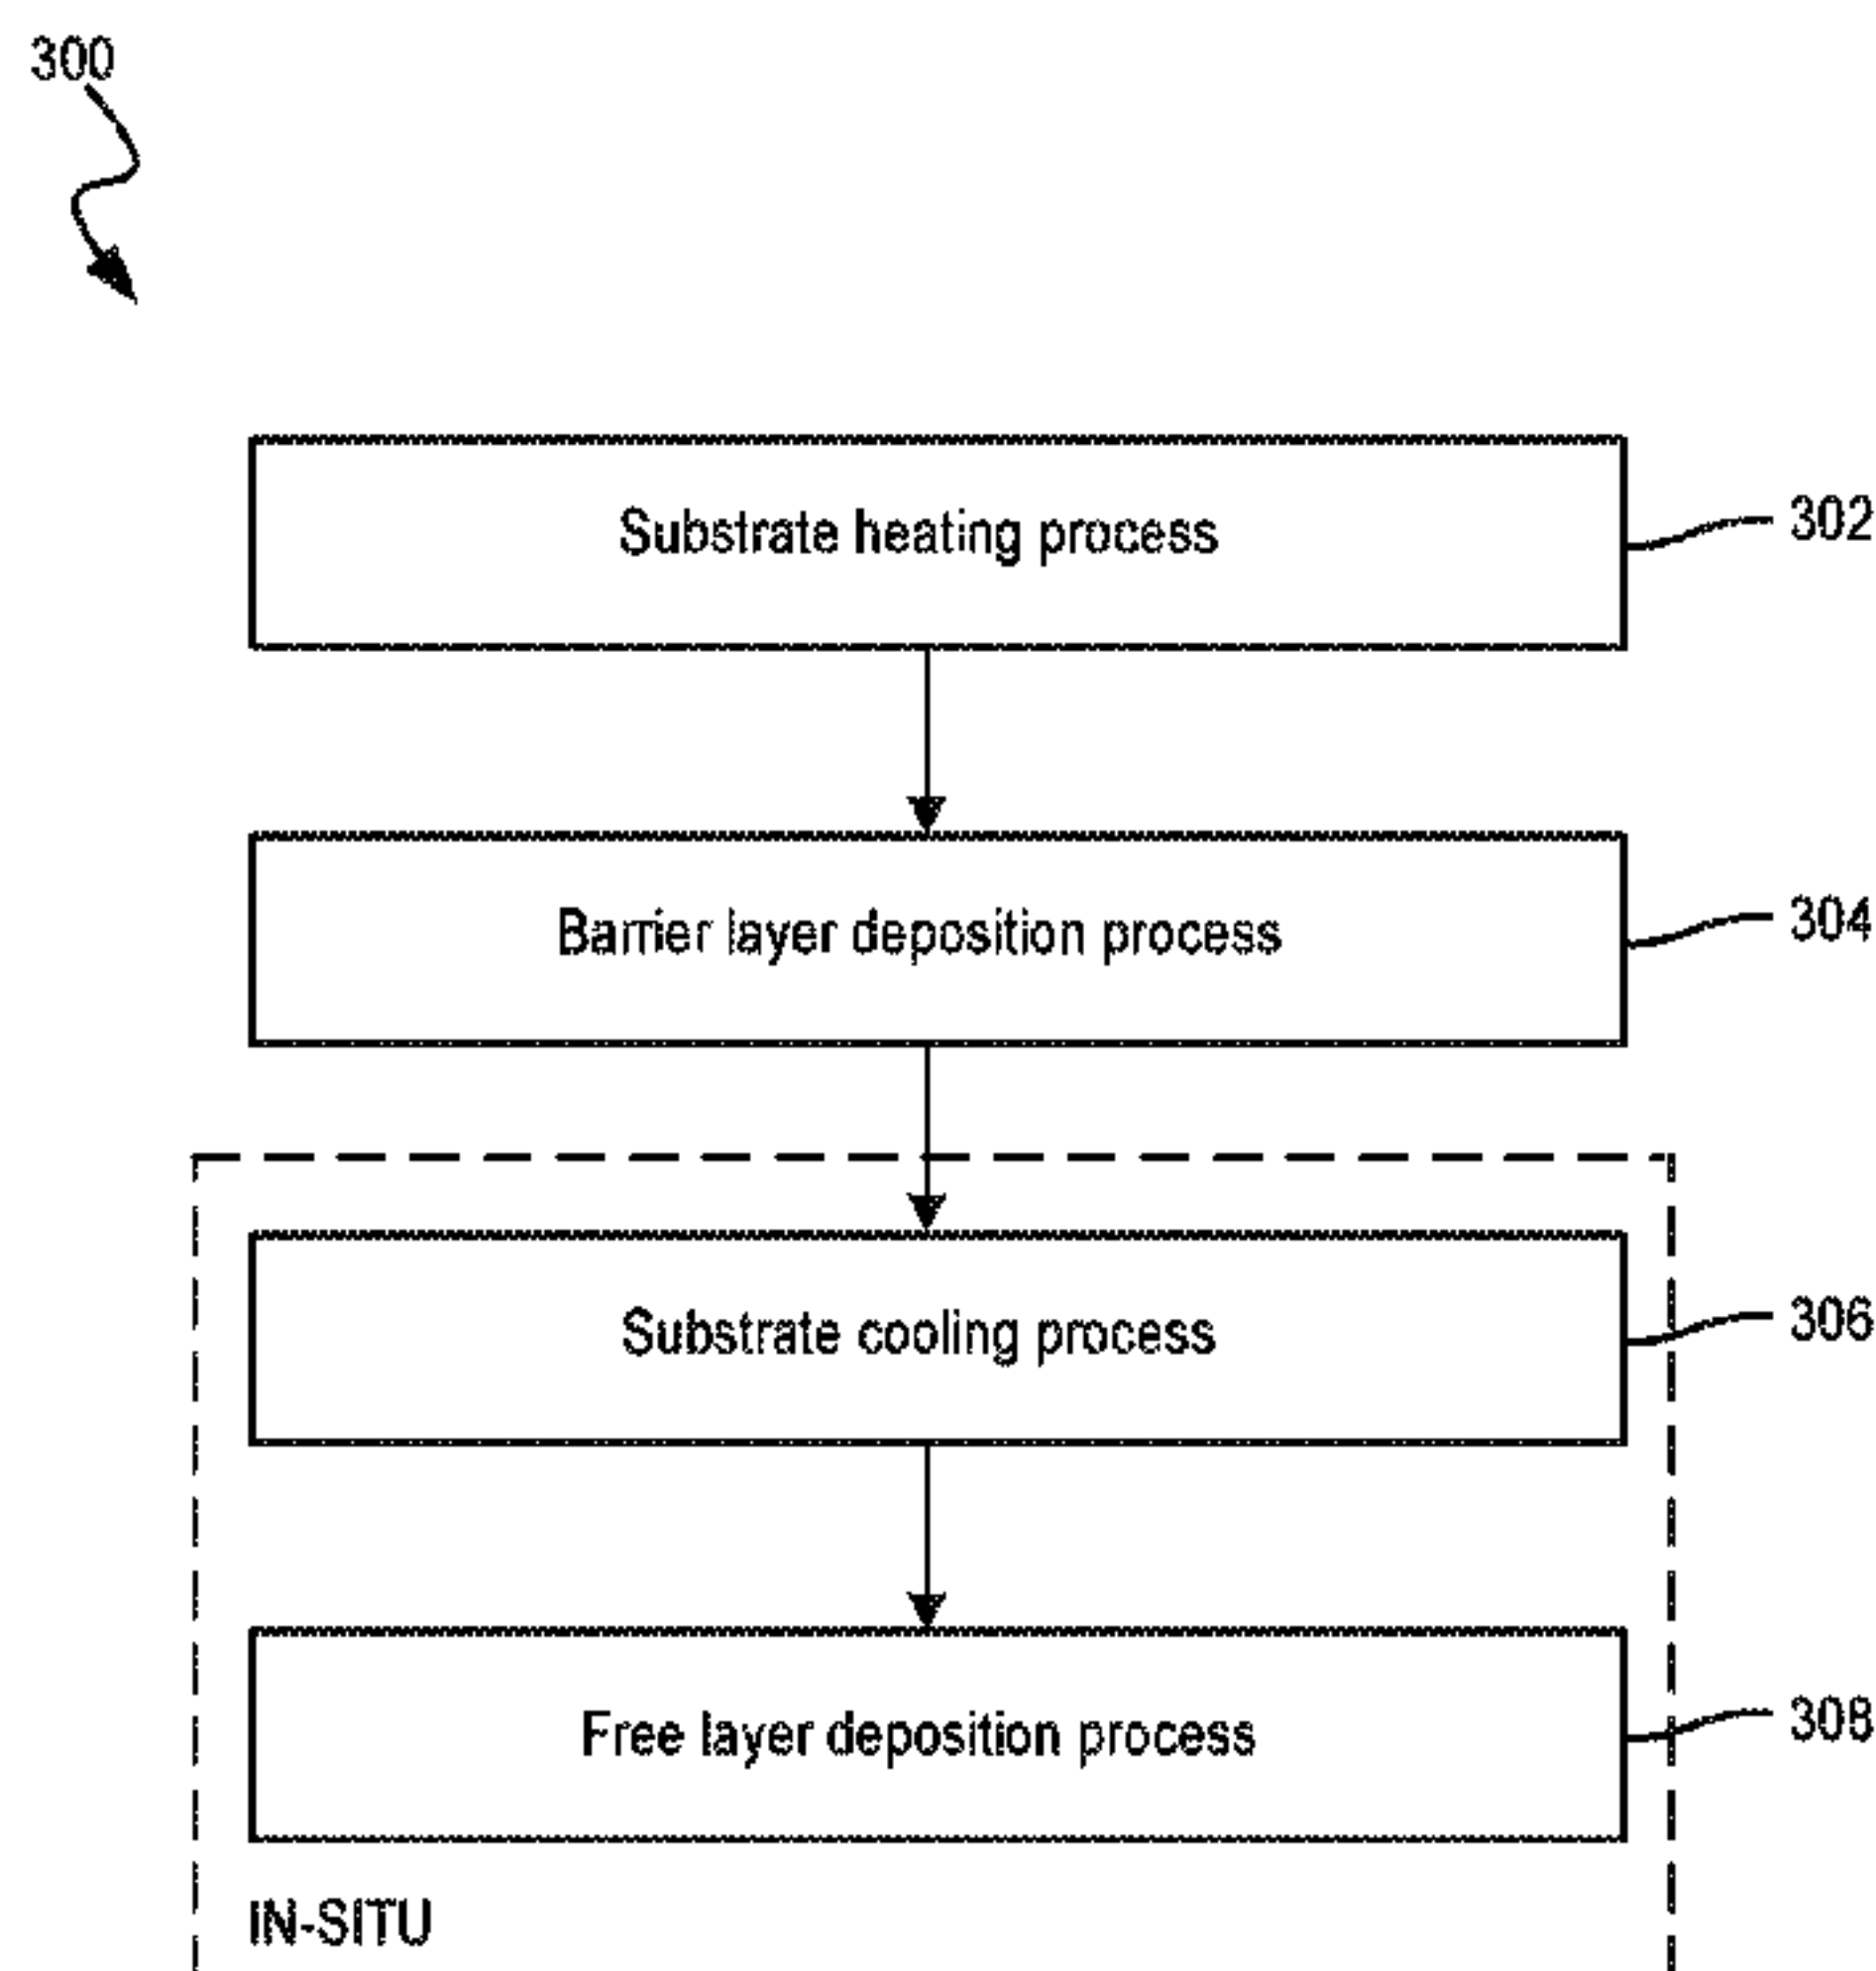 300
Substrate heating process
302
Barrier layer deposition process
304
Substrate cooling process
306
Free layer deposition process
308
IN-SITU